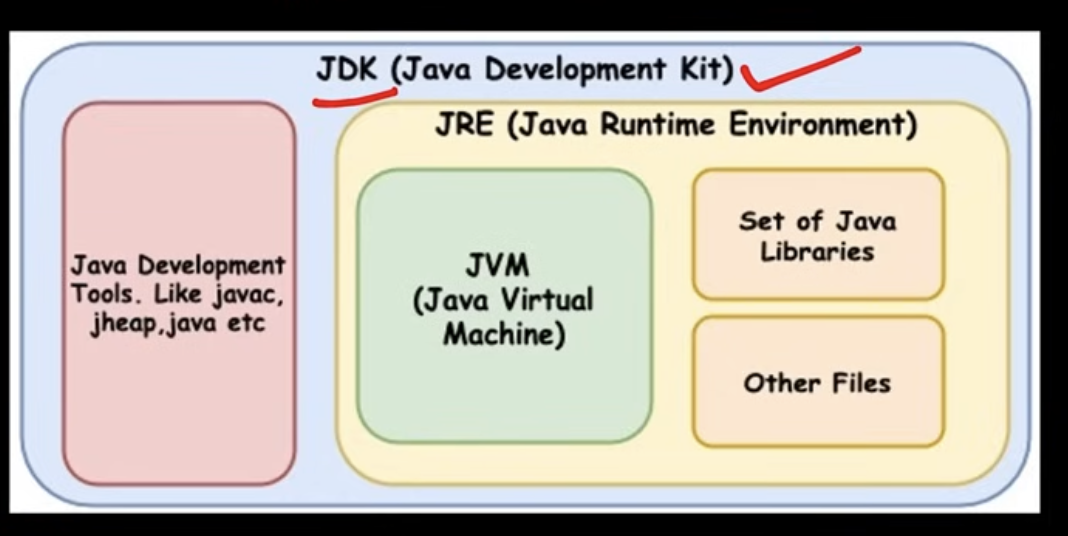 JDK (Java Development Kit)
JRE (Java Runtime Environment)
Java Development
Tools. Like javac,
jheap,java etc
JVM
(Java Virtual
Machine)
Set of Java
Libraries
Other Files